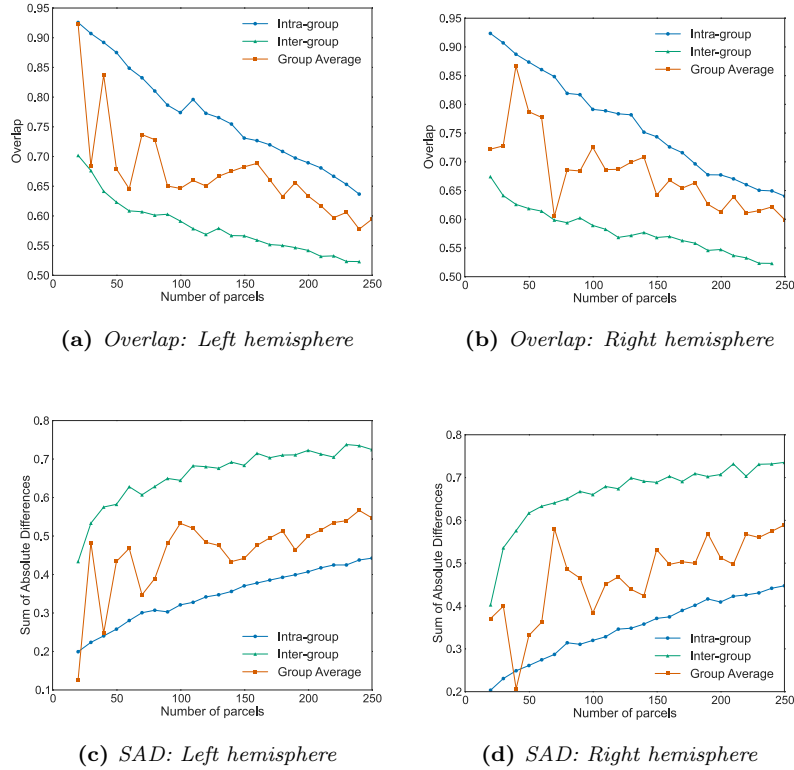 0.95
0.90
0.85
0.80
0.75
0.70
0.65
0.60
0.55
0.50
Overlap
Intra-group
Inter-group
Group Average
0 50 100 150 200 250
Number of parcels
(a) Overlap: Left hemisphere
0.95
0.90
0.85
0.80
0.75
0.70
0.65
0.60
0.55
0.50
Overlap
Intra-group
Inter-group
Group Average
0 50 100 150 200 250
Number of parcels
(b) Overlap: Right hemisphere
0.8
0.7
0.6
0.5
0.4
0.3
0.2
0.1
Sum of Absolute Differences
Intra-group
Inter-group
Group Average
0 50 100 150 200 250
Number of parcels
(c) SAD: Left hemisphere
0.8
0.7
0.6
0.5
0.4
0.3
0.2
Sum of Absolute Differences
Intra-group
Inter-group
Group Average
0 50 100 150 200 250
Number of parcels
(d) SAD: Right hemisphere